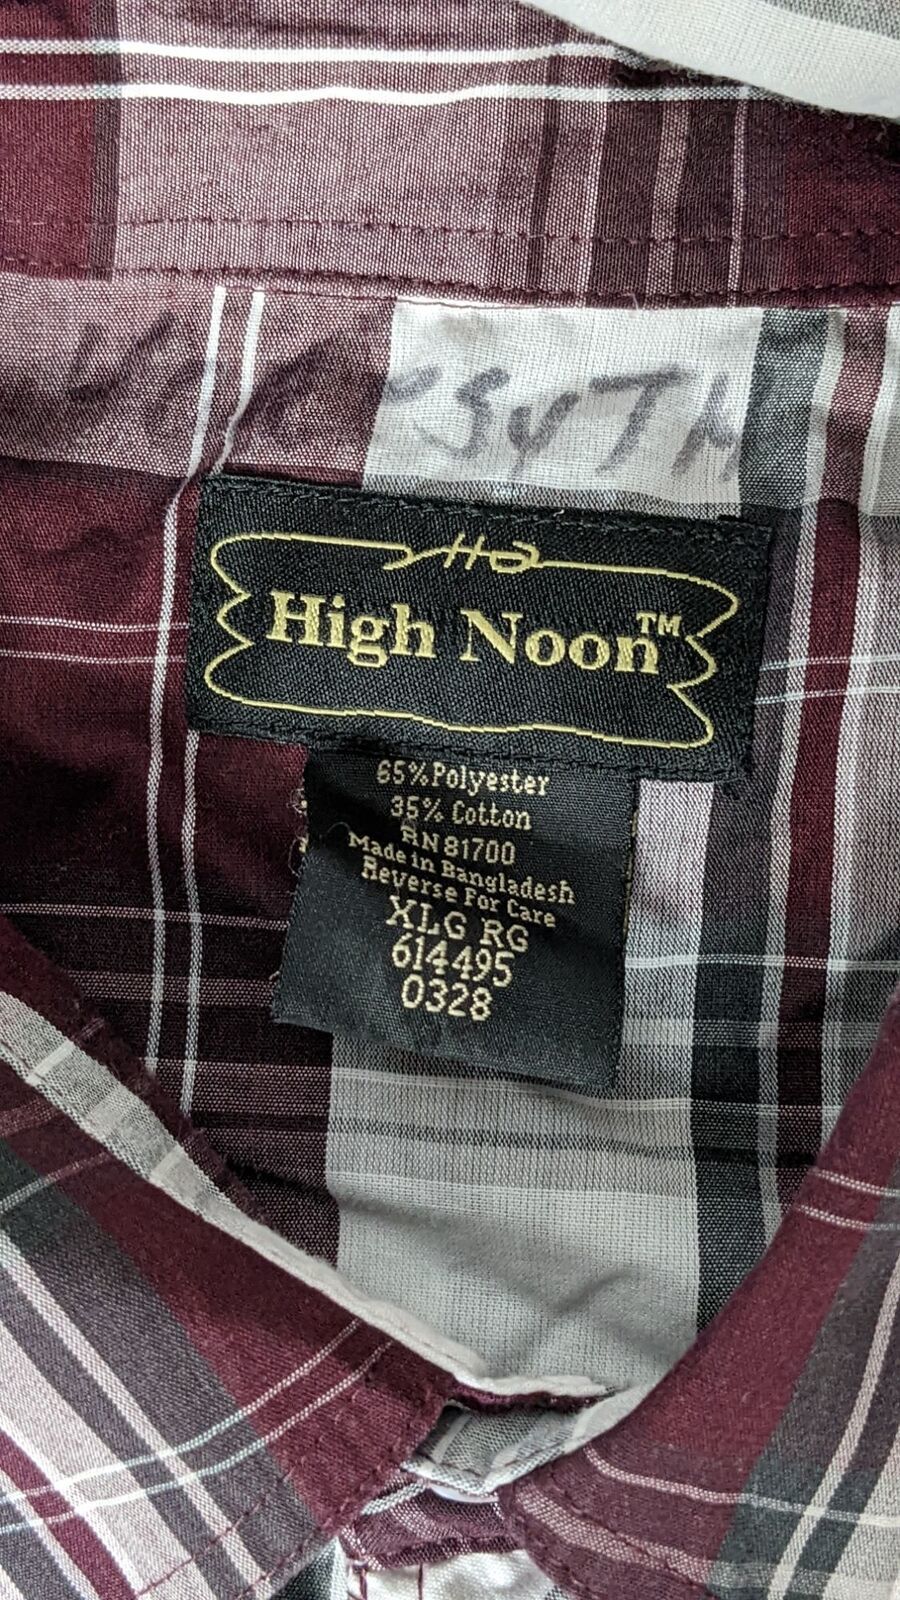 High Noon™
65% Polyester
35% Cotton
RN 81700
Made in Bangladesh
Reverse For Care
XLG RG
614495
0328